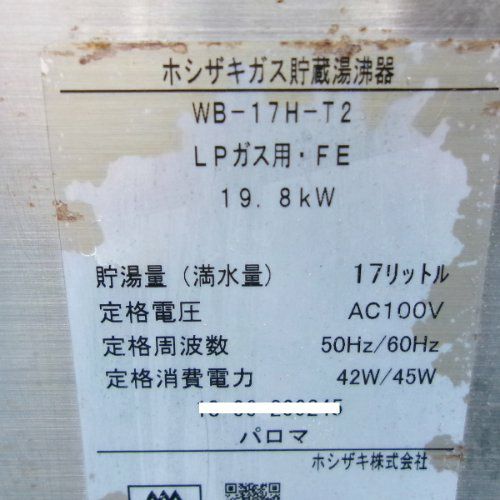 ホシザキガス貯蔵湯沸器
WB-17H-T2
LPガス用・FE
19.8kW
貯湯量（満水量） 17リットル
定格電圧 AC100V
定格周波数 50Hz/60Hz
定格消費電力 42W/45W
パロマ
ホシザキ株式会社